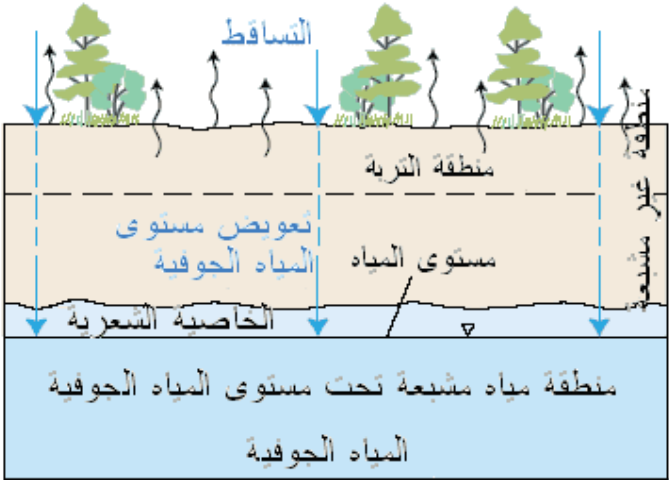 التساقط
منطقة غير مشبعة
منطقة التربة
تعويض مستوى
المياه الجوفية
مستوى المياه
الخاصية الشعرية
منطقة مياه مشبعة تحت مستوى المياه الجوفية
المياه الجوفية